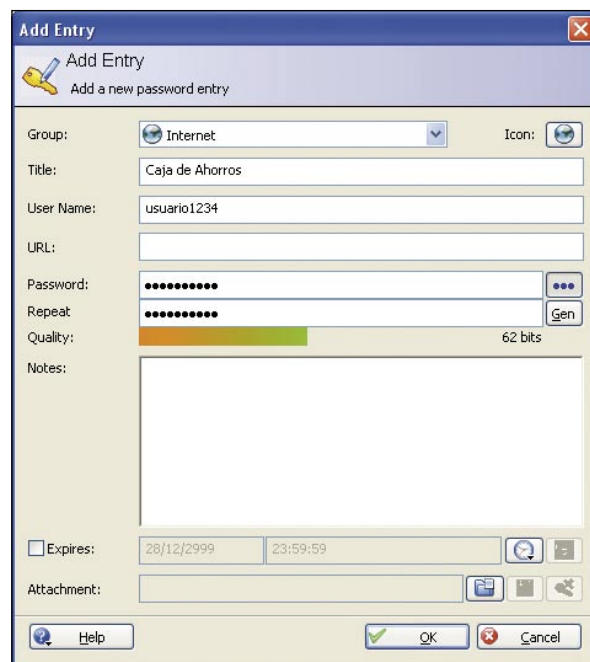 Add Entry
Add Entry
Add a new password entry
Group: Internet Icon:
Title: Caja de Ahorros
User Name: usuario1234
URL:
Password: ●●●●●●●●●●
Repeat ●●●●●●●●●● Gen
Quality: 62 bits
Notes:
Expires: 28/12/2999 23:59:59
Attachment:
Help OK Cancel